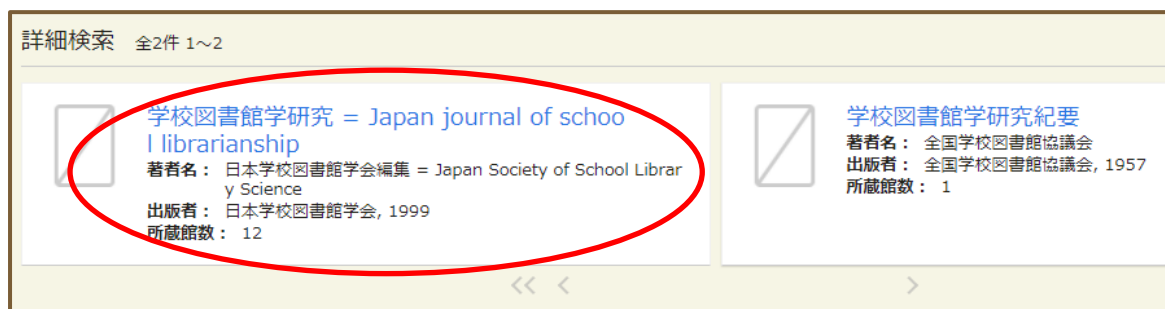 詳細検索 全2件 1～2
学校図書館学研究 = Japan journal of schoo
l librarianship
著者名： 日本学校図書館学会編集 = Japan Society of School Librar
y Science
出版者： 日本学校図書館学会, 1999
所蔵館数： 12
学校図書館学研究紀要
著者名： 全国学校図書館協議会
出版者： 全国学校図書館協議会, 1957
所蔵館数： 1
<< < >